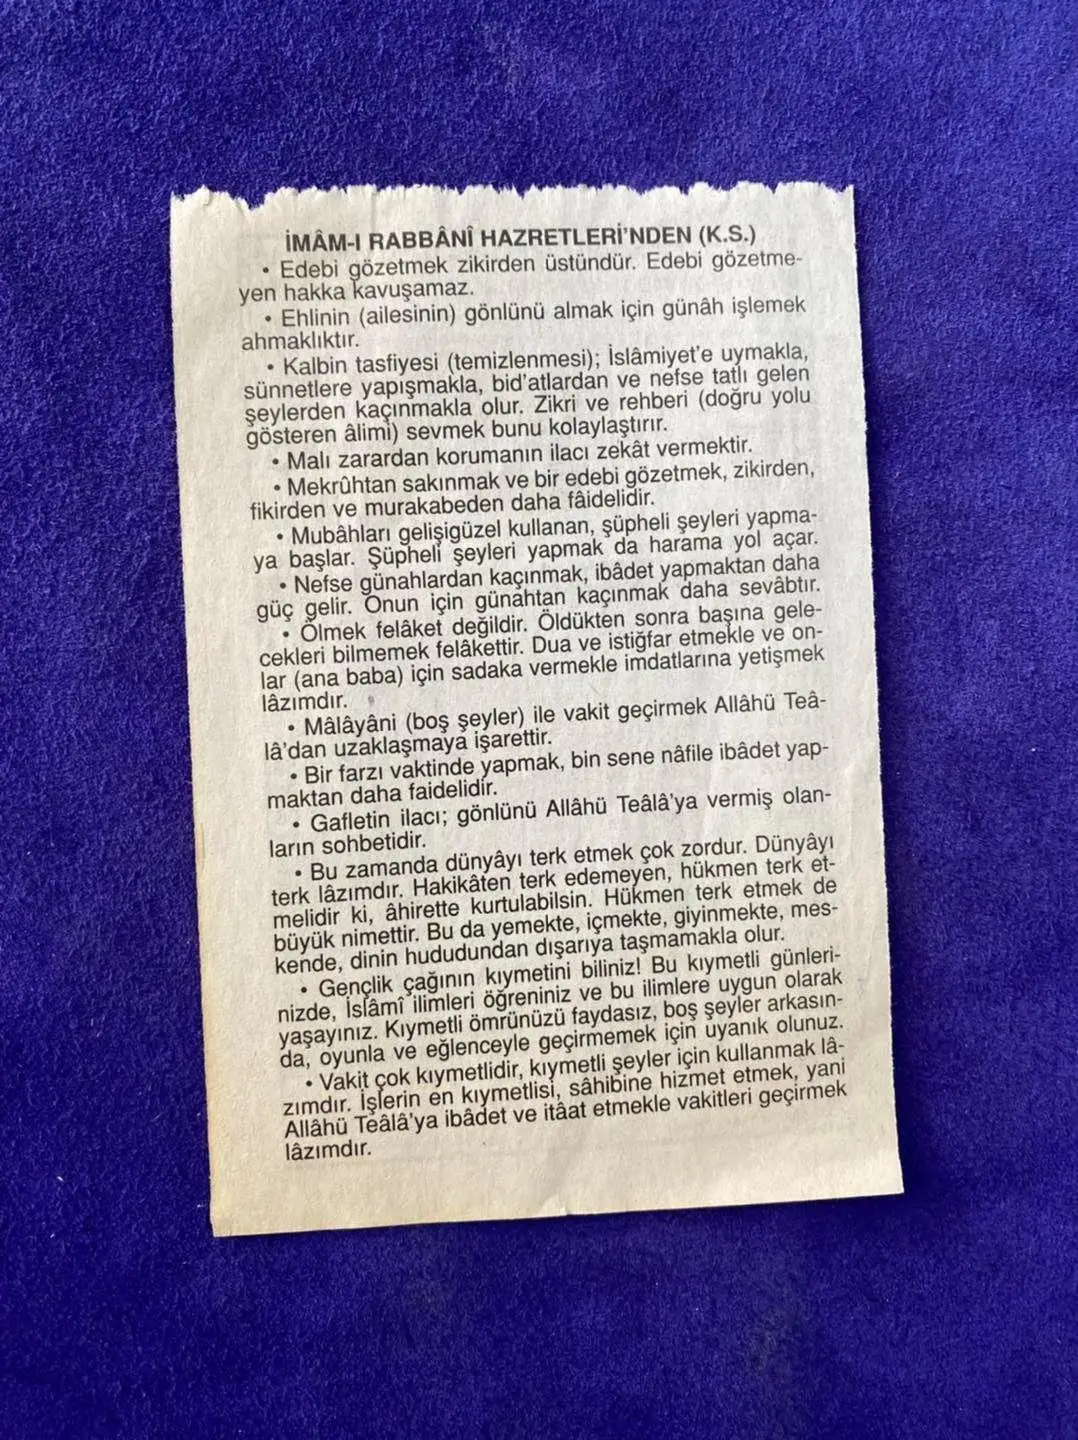 İMÂM-I RABBÂNÎ HAZRETLERİ'NDEN (K.S.)
• Edebi gözetmek zikirden üstündür. Edebi gözetme-
yen hakka kavuşamaz.
• Ehlinin (ailesinin) gönlünü almak için günâh işlemek
ahmaklıktır.
• Kalbin tasfiyesi (temizlenmesi); İslâmiyet'e uymakla,
sünnetlere yapışmakla, bid'atlardan ve nefse tatlı gelen
şeylerden kaçınmakla olur. Zikri ve rehberi (doğru yolu
gösteren âlimi) sevmek bunu kolaylaştırır.
• Malı zarardan korumanın ilacı zekât vermektir.
• Mekrûhtan sakınmak ve bir edebi gözetmek, zikirden,
fikirden ve murakabeden daha fâidelidir.
• Mubâhları gelişigüzel kullanan, şüpheli şeyleri yapma-
ya başlar. Şüpheli şeyleri yapmak da harama yol açar.
• Nefse günahlardan kaçınmak, ibâdet yapmaktan daha
güç gelir. Onun için günahtan kaçınmak daha sevâbtır.
• Ölmek felâket değildir. Öldükten sonra başına gele-
cekleri bilmemek felâkettir. Dua ve istiğfar etmekle ve on-
lar (ana baba) için sadaka vermekle imdatlarına yetişmek
lâzımdır.
• Mâlâyâni (boş şeyler) ile vakit geçirmek Allâhü Teâ-
lâ'dan uzaklaşmaya işarettir.
• Bir farzı vaktinde yapmak, bin sene nâfile ibâdet yap-
maktan daha faidelidir.
• Gafletin ilacı; gönlünü Allâhü Teâlâ'ya vermiş olan-
ların sohbetidir.
• Bu zamanda dünyâyı terk etmek çok zordur. Dünyâyı
terk lâzımdır. Hakikâten terk edemeyen, hükmen terk et-
melidir ki, âhirette kurtulabilsin. Hükmen terk etmek de
büyük nimettir. Bu da yemekte, içmekte, giyinmekte, mes-
kende, dinin hududundan dışarıya taşmamakla olur.
• Gençlik çağının kıymetini biliniz! Bu kıymetli günleri-
nizde, İslâmî ilimleri öğreniniz ve bu ilimlere uygun olarak
yaşayınız. Kıymetli ömrünüzü faydasız, boş şeyler arkasın-
da, oyunla ve eğlenceyle geçirmemek için uyanık olunuz.
• Vakit çok kıymetlidir, kıymetli şeyler için kullanmak lâ-
zımdır. İşlerin en kıymetlisi, sâhibine hizmet etmek, yani
Allâhü Teâlâ'ya ibâdet ve itâat etmekle vakitleri geçirmek
lâzımdır.